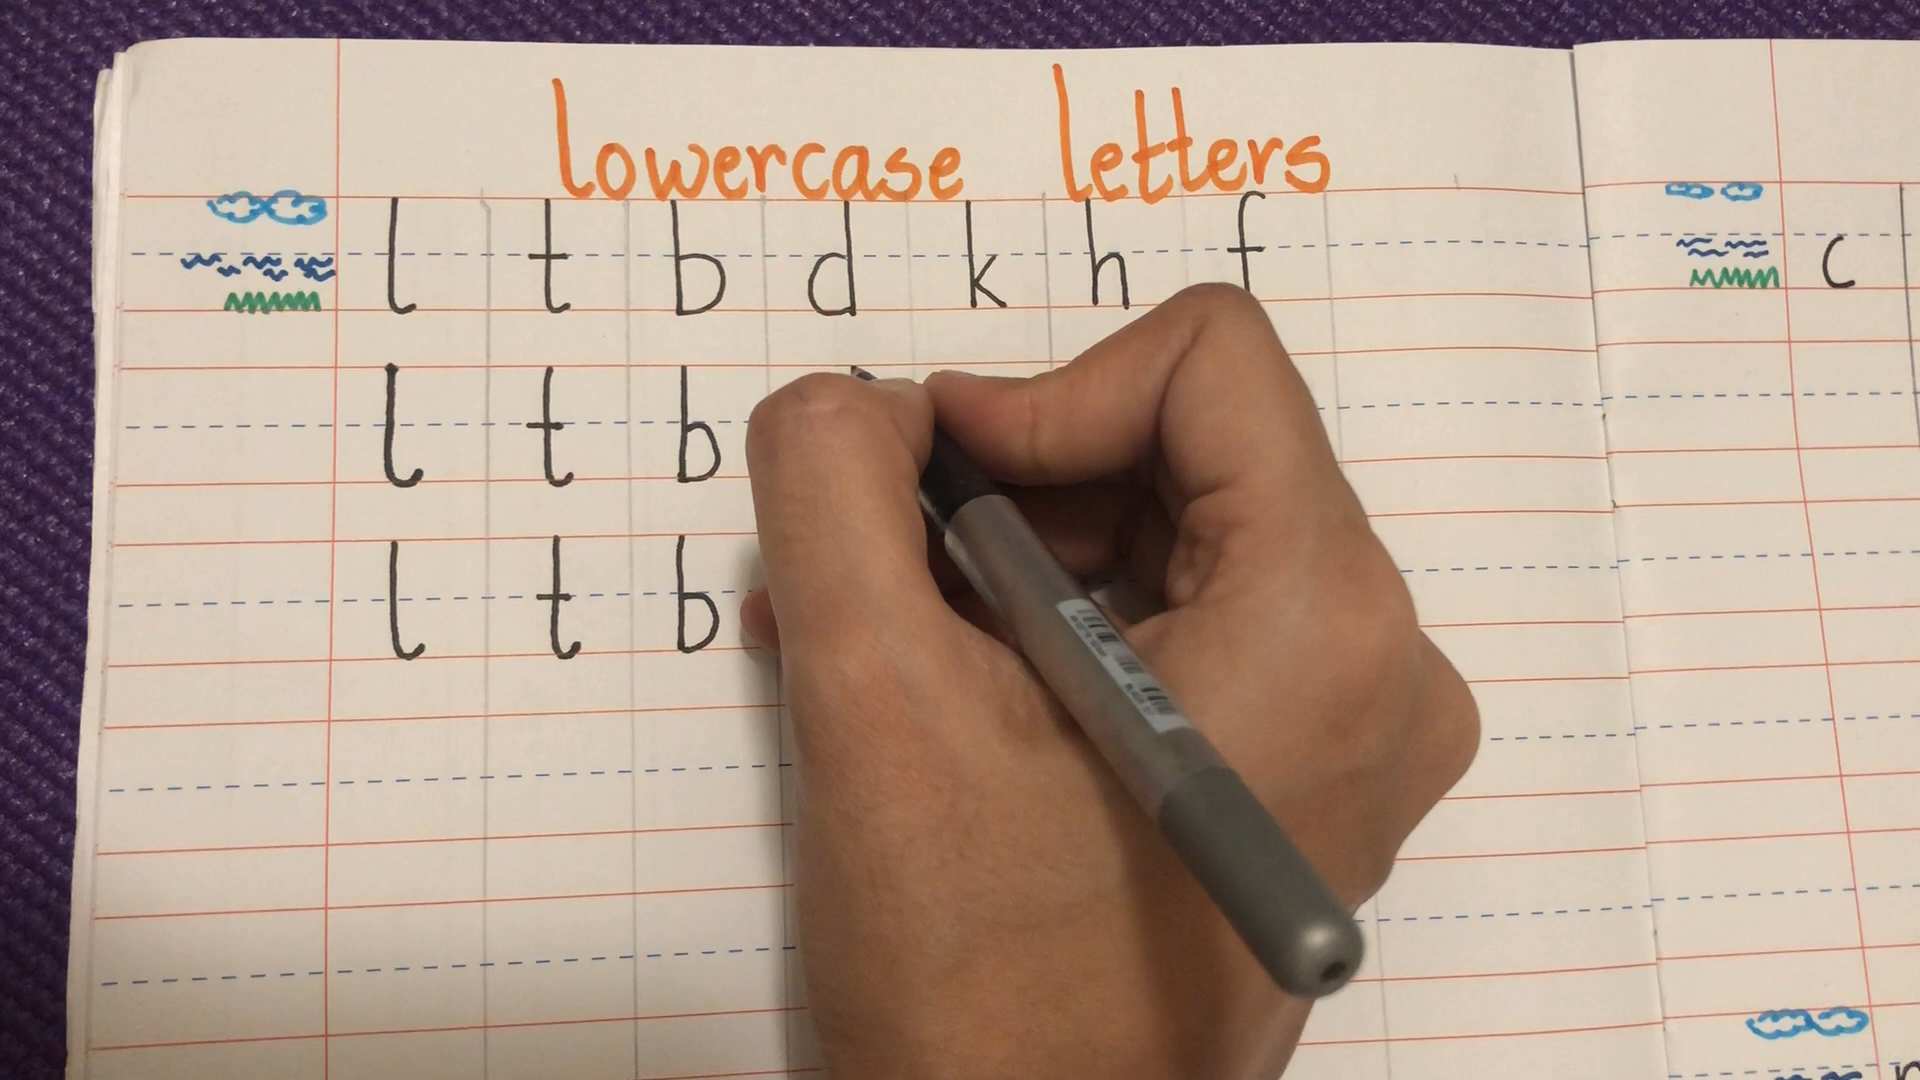 lowercase letters
l t b d k h f
l t b
l t b
c